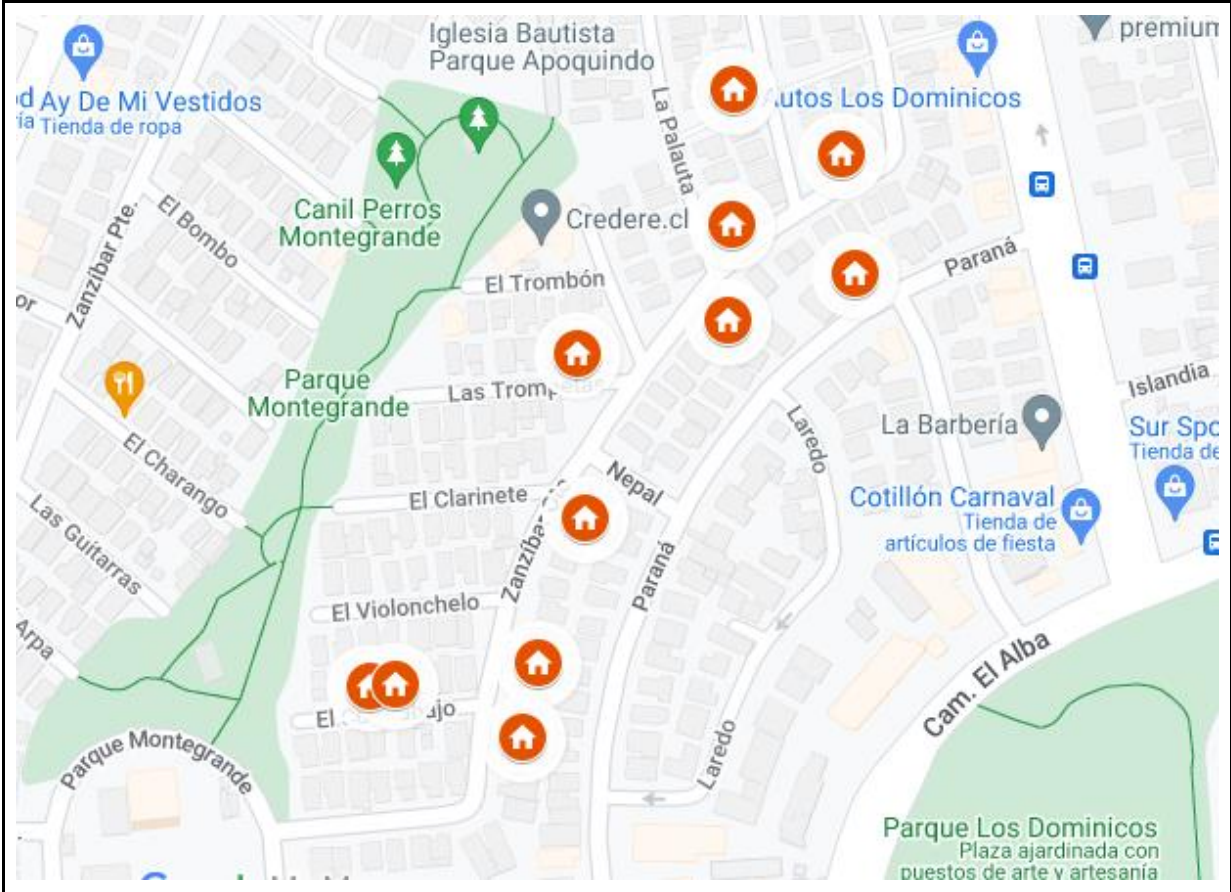 Iglesia Bautista
Parque Apoquindo
premium
Ay De Mi Vestidos
Tienda de ropa
Autos Los Dominicos
La Palauta
Canil Perros
Montegrande
Credere.cl
El Bombo
Zanzíbar Pte.
El Trombón
Paraná
Parque
Montegrande
Las
Islandia
La Barbería
Laredo
Sur
Tienda de
El Charango
El Clarinete
Nepal
Cotillón Carnaval
Tienda de
artículos de fiesta
Las Guitarras
Zanzíbar
Paraná
El Violonchelo
Arpa
Cam. El Alba
El
Laredo
Parque Montegrande
Parque Los Dominicos
Plaza ajardinada con
puestos de arte y artesanía